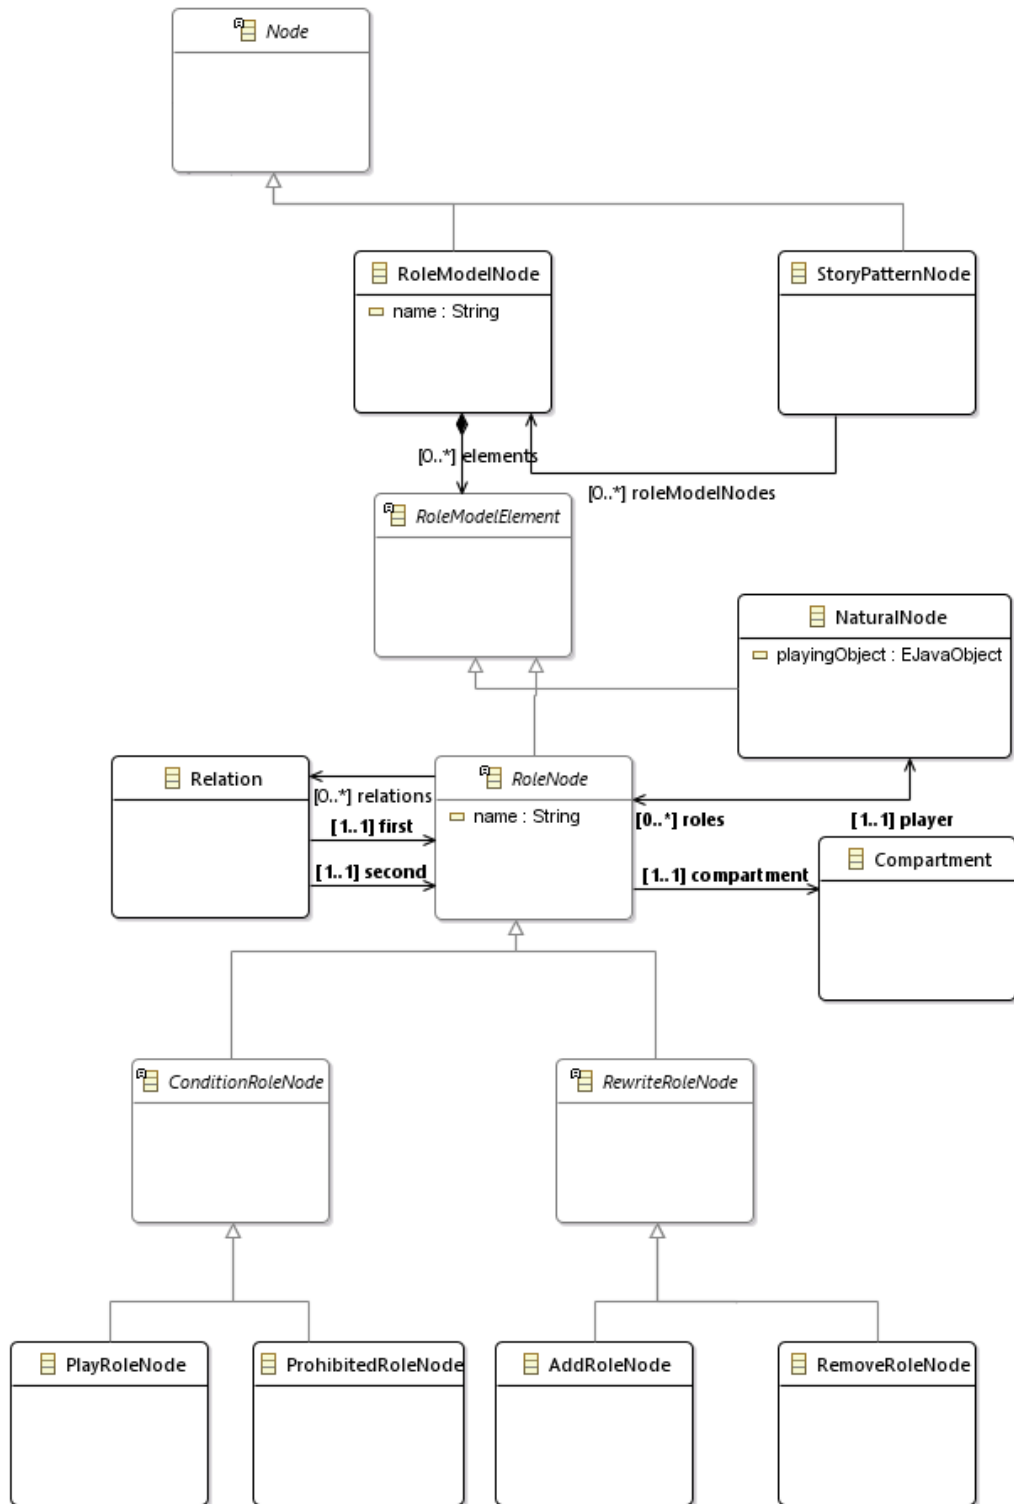 Node
RoleModelNode
name : String
StoryPatternNode
[0..*] elements
[0..*] roleModelNodes
RoleModelElement
NaturalNode
playingObject : EJavaObject
Relation
[0..*] relations
[1..1] first
[1..1] second
RoleNode
name : String
[0..*] roles
[1..1] player
[1..1] compartment
Compartment
ConditionRoleNode
RewriteRoleNode
PlayRoleNode
ProhibitedRoleNode
AddRoleNode
RemoveRoleNode